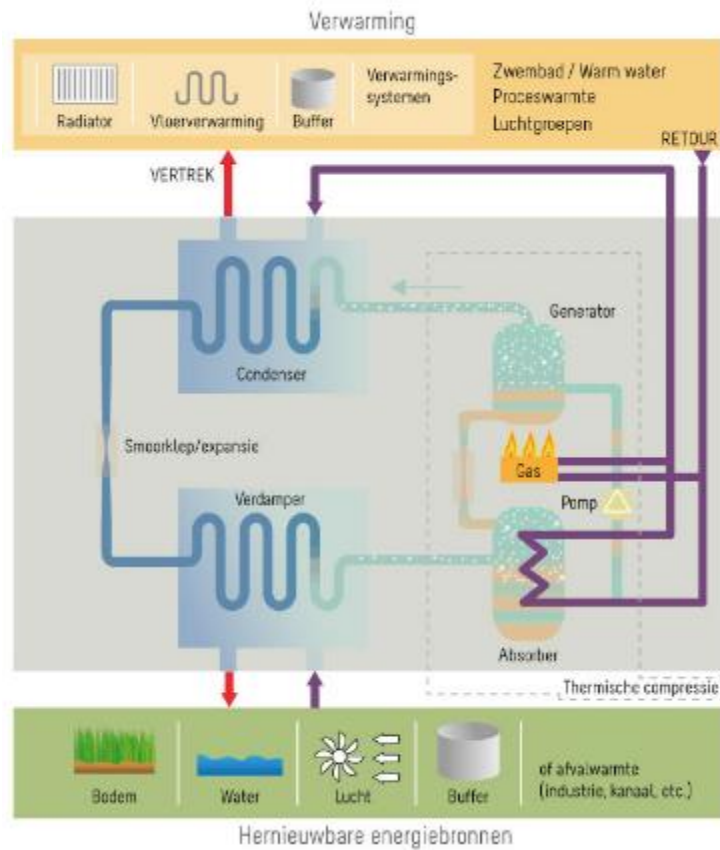 Verwarming
Radiator
Vloerverwarming
Buffer
Verwarmings-
systemen
Zwembad / Warm water
Proceswarmte
Luchtgroepen
RETOUR
VERTREK
Generator
Condenser
Smoorklep/expansie
Gas
Verdamper
Pomp
Absorber
Thermische compressie
Bodem
Water
Lucht
Buffer
of afvalwarmte
(industrie, kanaal, etc.)
Hernieuwbare energiebronnen